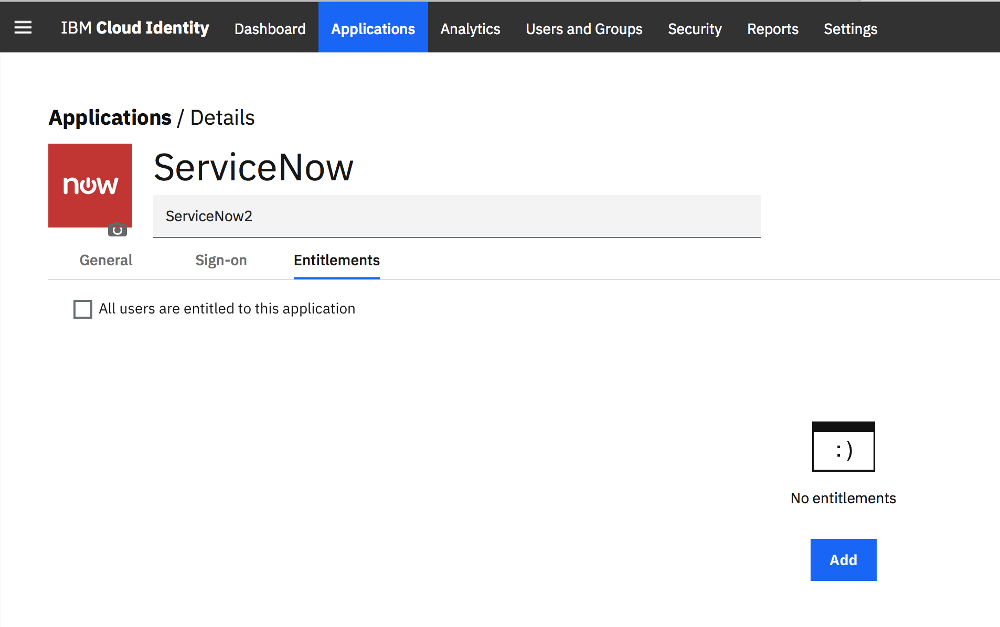 IBM Cloud Identity Dashboard Applications Analytics Users and Groups Security Reports Settings
Applications / Details
now
ServiceNow
ServiceNow2
General Sign-on Entitlements
All users are entitled to this application
:)
No entitlements
Add